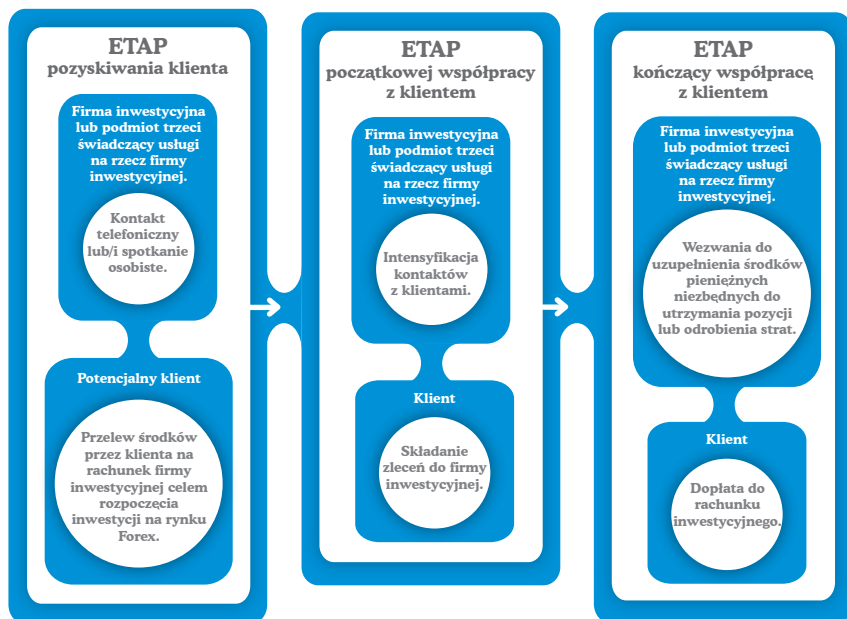 ETAP
pozyskiwania klienta
Firma inwestycyjna
lub podmiot trzeci
świadczący usługi
na rzecz firmy
inwestycyjnej.
Kontakt
telefoniczny
lub/i spotkanie
osobiste.
Potencjalny klient
Przelew środków
przez klienta na
rachunek firmy
inwestycyjnej celem
rozpoczęcia
inwestycji na rynku
Forex.
ETAP
początkowej współpracy
z klientem
Firma inwestycyjna
lub podmiot trzeci
świadczący usługi
na rzecz firmy
inwestycyjnej.
Intensyfikacja
kontaktów
z klientami.
Klient
Składanie
zleceń do firmy
inwestycyjnej.
ETAP
kończący współpracę
z klientem
Firma inwestycyjna
lub podmiot trzeci
świadczący usługi
na rzecz firmy
inwestycyjnej.
Wezwania do
uzupełnienia środków
pieniężnych
niezbędnych do
utrzymania pozycji
lub odrobienia strat.
Klient
Dopłata do
rachunku
inwestycyjnego.